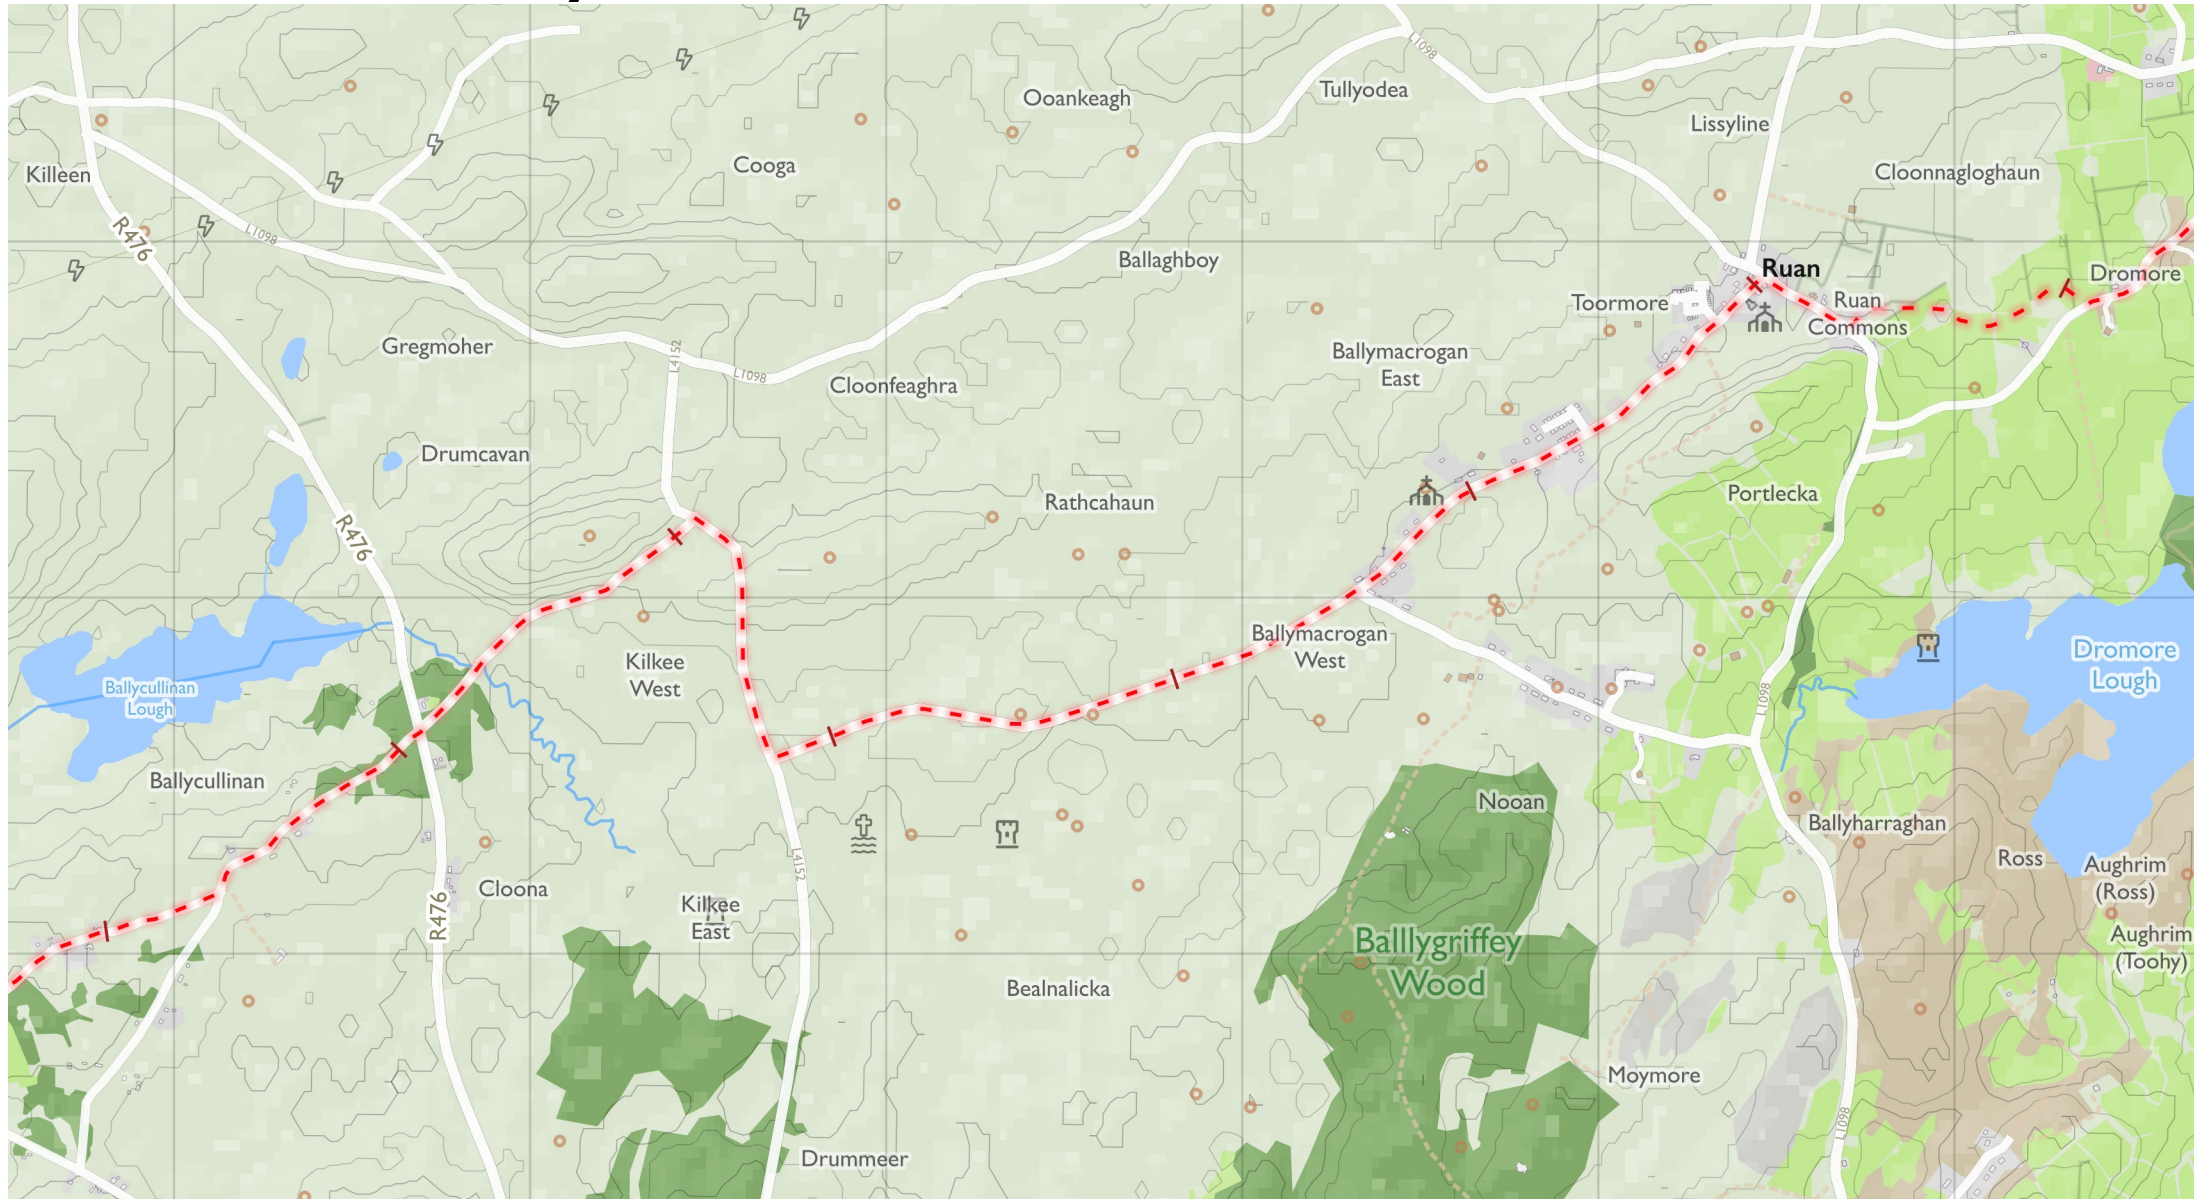 L1098
Ooankeagh
Tullyodea
Lissyline
Killeen
Cooga
Cloonnagloghaun
R476
L1098
Ballaghboy
Ruan
Dromore
Toormore
Ruan
Commons
Gregmoher
L4152
L1098
Cloonfeaghra
Ballymacrogan
East
Drumcavan
Rathcahaun
Portlecka
R476
Ballycullinan
Lough
Kilkee
West
Ballymacrogan
West
L1098
Dromore
Lough
Ballycullinan
Nooan
Ballyharraghan
L4152
Ross
Aughrim
(Ross)
Cloona
R476
Kilkee
East
Balllygriffey
Wood
Aughrim
(Toohy)
Bealnalicka
Moymore
L1098
Drummeer